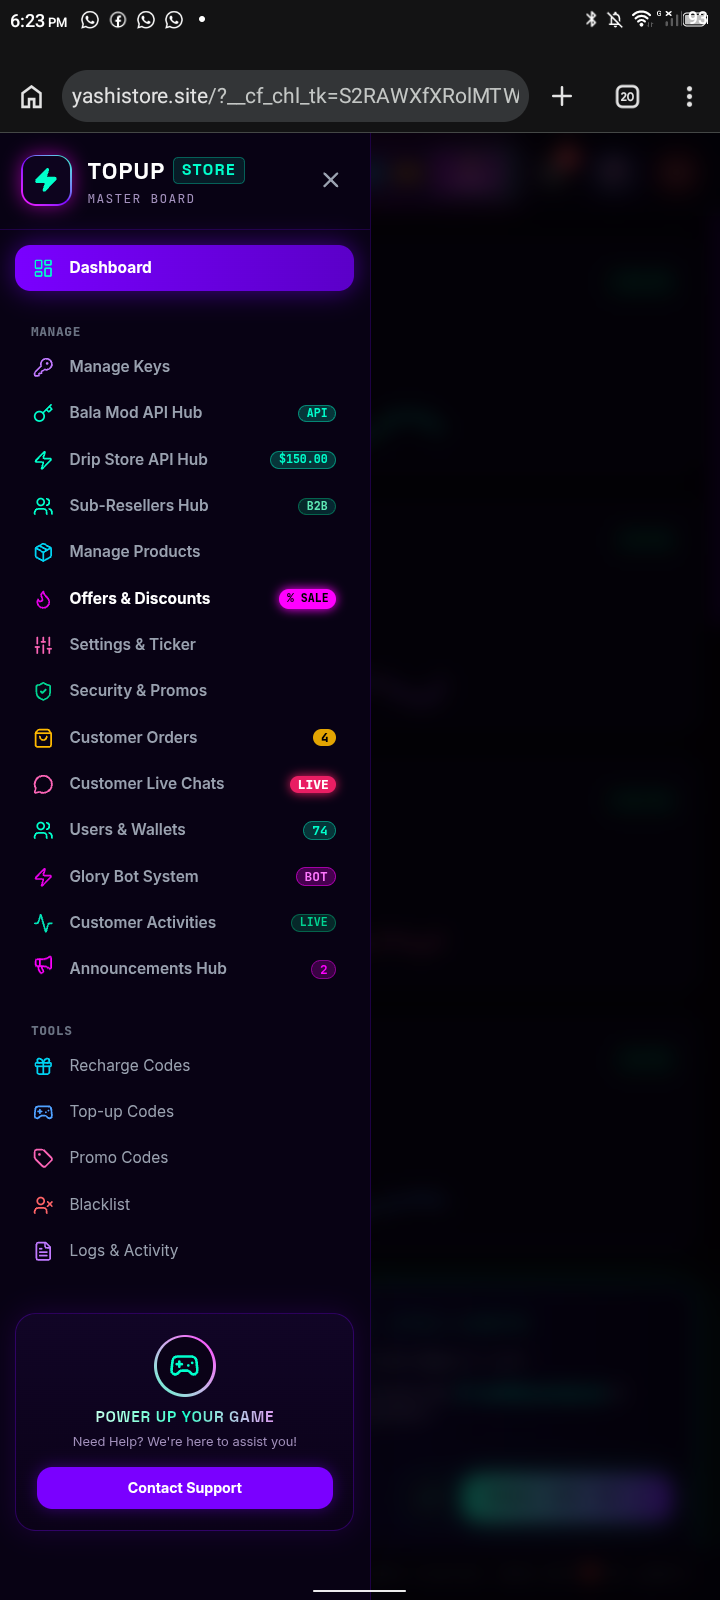 6:23 PM
93
yashistore.site/?__cf_chl_tk=S2RAWXfXRolMTW
20
TOPUP STORE
MASTER BOARD
Dashboard
MANAGE
Manage Keys
Bala Mod API Hub API
Drip Store API Hub $150.00
Sub-Resellers Hub B2B
Manage Products
Offers & Discounts % SALE
Settings & Ticker
Security & Promos
Customer Orders 4
Customer Live Chats LIVE
Users & Wallets 74
Glory Bot System BOT
Customer Activities LIVE
Announcements Hub 2
TOOLS
Recharge Codes
Top-up Codes
Promo Codes
Blacklist
Logs & Activity
POWER UP YOUR GAME
Need Help? We're here to assist you!
Contact Support